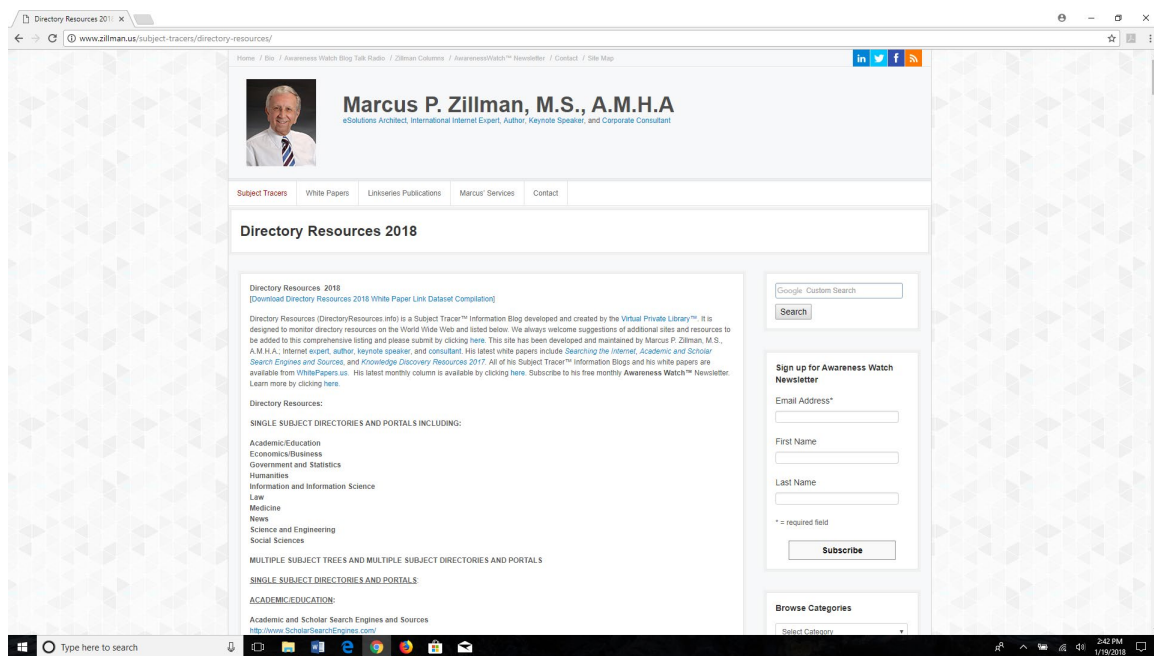 Directory Resources 201
www.zillman.us/subject-tracers/directory-resources/
Home / Bio / Awareness Watch Blog Talk Radio / Zillman Columns / AwarenessWatch™ Newsletter / Contact / Site Map
in f
Marcus P. Zillman, M.S., A.M.H.A
eSolutions Architect, International Internet Expert, Author, Keynote Speaker, and Corporate Consultant
Subject Tracers White Papers Linkseries Publications Marcus' Services Contact
Directory Resources 2018
Directory Resources 2018
[Download Directory Resources 2018 White Paper Link Dataset Compilation]
Directory Resources (DirectoryResources.info) is a Subject Tracer™ Information Blog developed and created by the Virtual Private Library™. It is
designed to monitor directory resources on the World Wide Web and listed below. We always welcome suggestions of additional sites and resources to
be added to this comprehensive listing and please submit by clicking here. This site has been developed and maintained by Marcus P. Zillman, M.S.,
A.M.H.A.; Internet expert, author, keynote speaker, and consultant. His latest white papers include Searching the Internet, Academic and Scholar
Search Engines and Sources, and Knowledge Discovery Resources 2017. All of his Subject Tracer™ Information Blogs and his white papers are
available from WhitePapers.us. His latest monthly column is available by clicking here. Subscribe to his free monthly Awareness Watch™ Newsletter.
Learn more by clicking here.
Directory Resources:
SINGLE SUBJECT DIRECTORIES AND PORTALS INCLUDING:
Academic/Education
Economics/Business
Government and Statistics
Humanities
Information and Information Science
Law
Medicine
News
Science and Engineering
Social Sciences
MULTIPLE SUBJECT TREES AND MULTIPLE SUBJECT DIRECTORIES AND PORTALS
SINGLE SUBJECT DIRECTORIES AND PORTALS
ACADEMIC/EDUCATION:
Academic and Scholar Search Engines and Sources
http://www.ScholarSearchEngines.com/
Google Custom Search
Search
Sign up for Awareness Watch
Newsletter
Email Address*
First Name
Last Name
* = required field
Subscribe
Browse Categories
Select Category
Type here to search
2:42 PM
1/19/2018